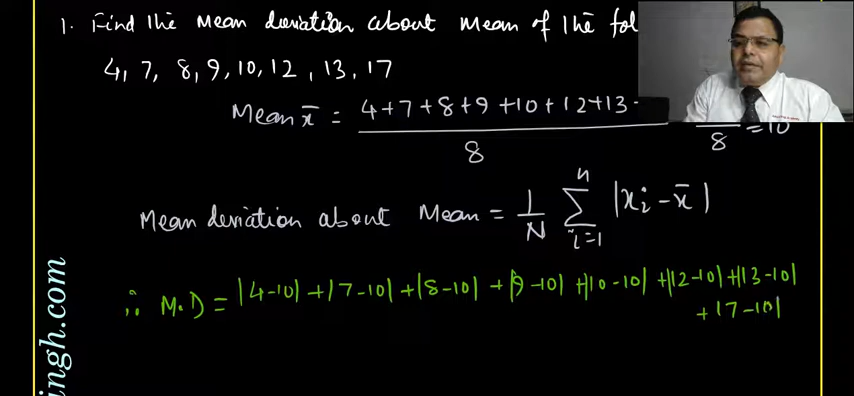 1. Find the Mean deviation about Mean of the fol
4, 7, 8, 9, 10, 12, 13, 17
Mean x̄ = 4+7+8+9+10+12+13
8
8
= 10
Mean deviation about Mean = 1/N n ∑ i=1 |xi - x̄|
∴ M.D = |4-10| + |7-10| + |8-10| + |9-10| + |10-10| + |12-10| + |13-10|
+ 17-10|
ingh.com